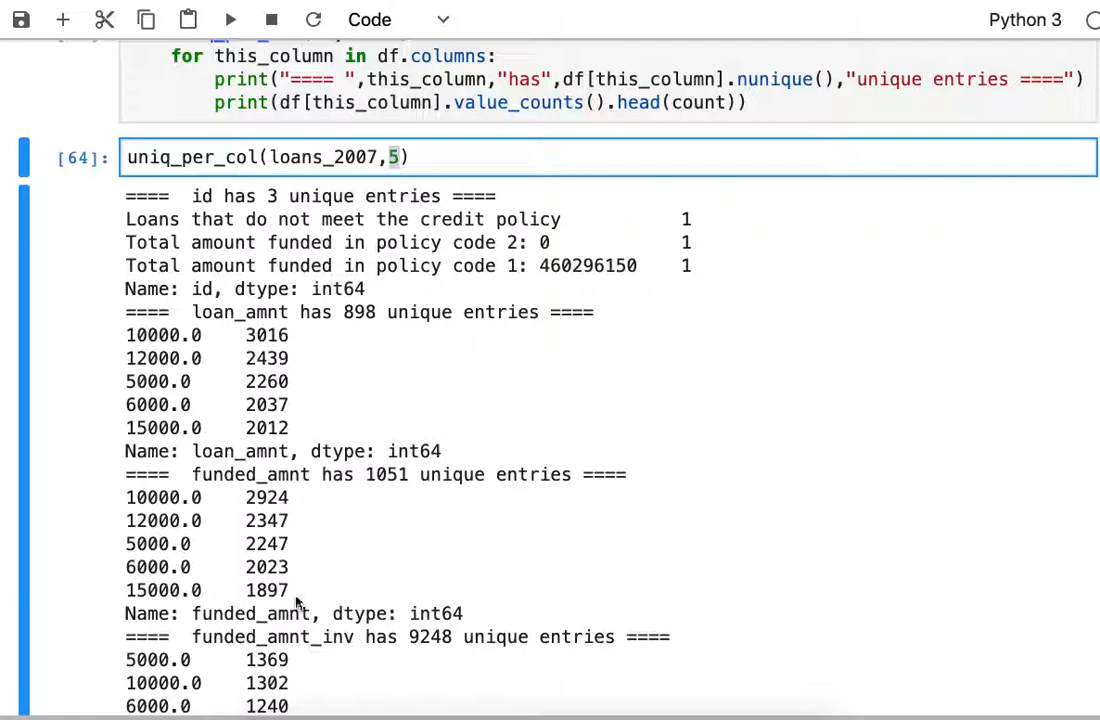 Code
Python 3
for this_column in df.columns:
print("==== ",this_column,"has",df[this_column].nunique(),"unique entries ====")
print(df[this_column].value_counts().head(count))
[64]: uniq_per_col(loans_2007,5)
====  id has 3 unique entries ====
Loans that do not meet the credit policy           1
Total amount funded in policy code 2: 0            1
Total amount funded in policy code 1: 460296150    1
Name: id, dtype: int64
====  loan_amnt has 898 unique entries ====
10000.0    3016
12000.0    2439
5000.0     2260
6000.0     2037
15000.0    2012
Name: loan_amnt, dtype: int64
====  funded_amnt has 1051 unique entries ====
10000.0    2924
12000.0    2347
5000.0     2247
6000.0     2023
15000.0    1897
Name: funded_amnt, dtype: int64
====  funded_amnt_inv has 9248 unique entries ====
5000.0     1369
10000.0    1302
6000.0     1240